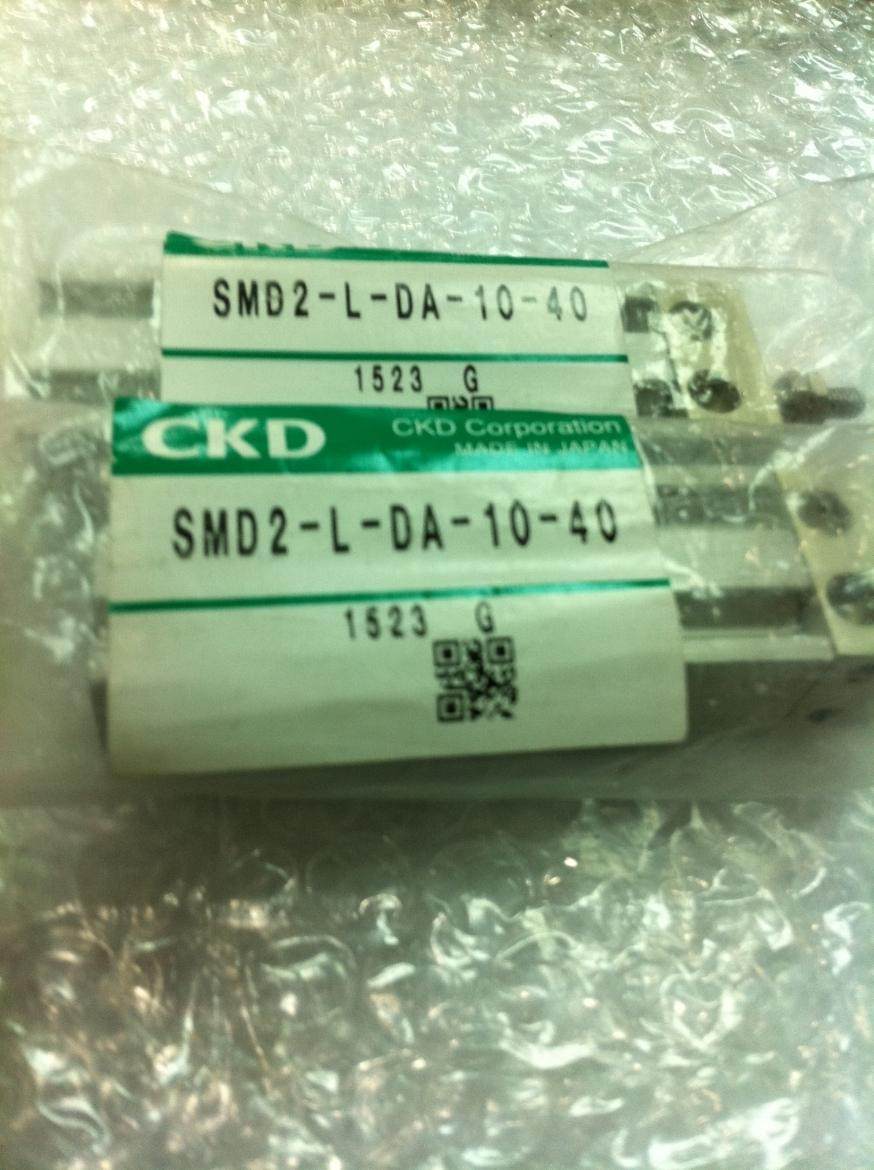 SMD2-L-DA-10-40
1523 G
CKD CKD Corporation
MADE IN JAPAN
SMD2-L-DA-10-40
1523 G